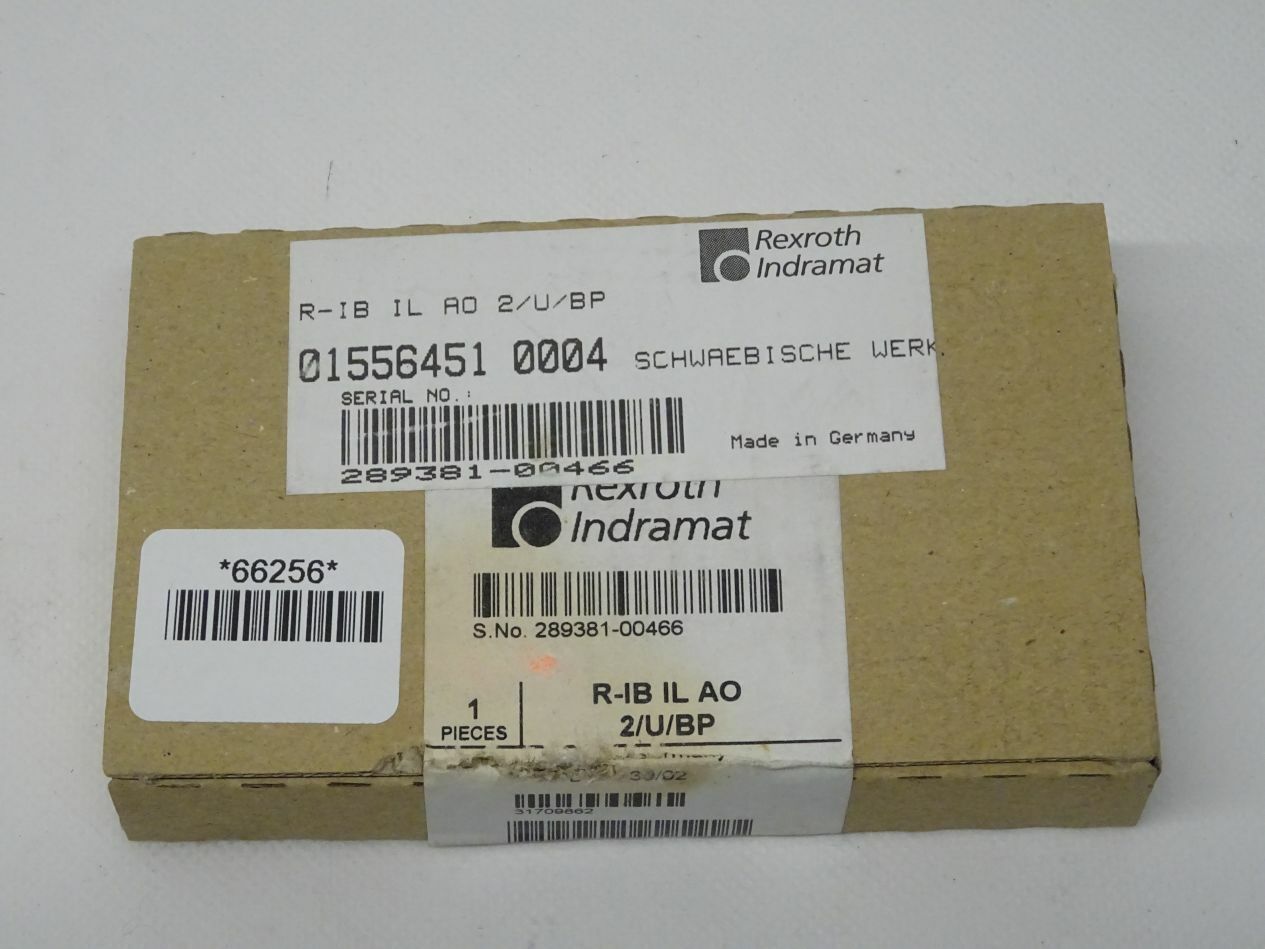 Rexroth
Indramat
R-IB IL AO 2/U/BP
01556451 0004 SCHWAEBISCHE WERK
SERIAL NO.:
289381-00466
Made in Germany
Rexroth
Indramat
*66256*
S.No. 289381-00466
1
PIECES
R-IB IL AO
2/U/BP
31709862